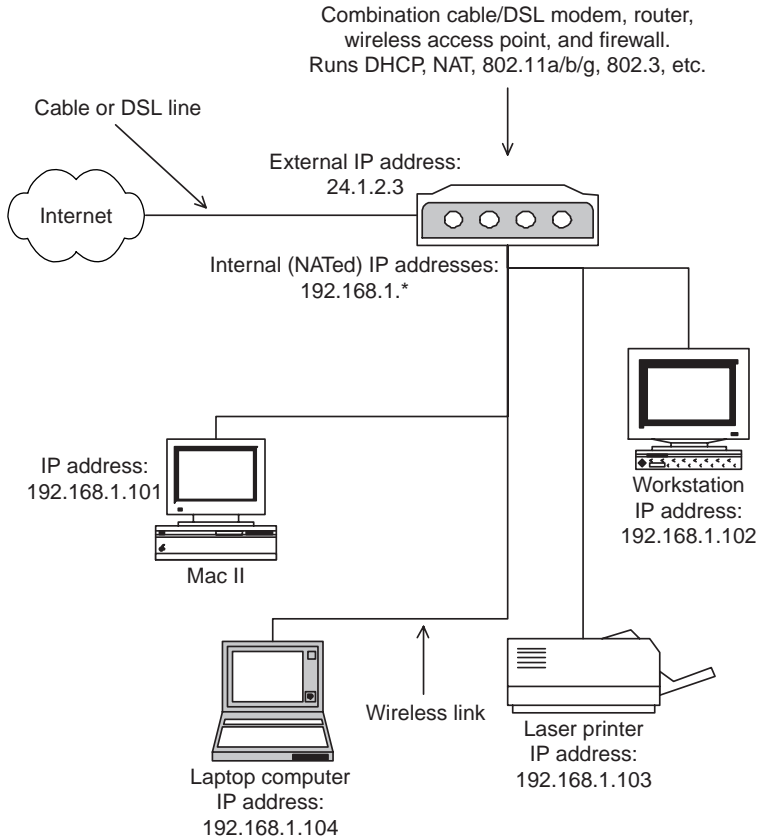 Combination cable/DSL modem, router,
wireless access point, and firewall.
Runs DHCP, NAT, 802.11a/b/g, 802.3, etc.
Cable or DSL line
External IP address:
24.1.2.3
Internet
Internal (NATed) IP addresses:
192.168.1.*
IP address:
192.168.1.101
Mac II
Workstation
IP address:
192.168.1.102
Wireless link
Laser printer
IP address:
192.168.1.103
Laptop computer
IP address:
192.168.1.104